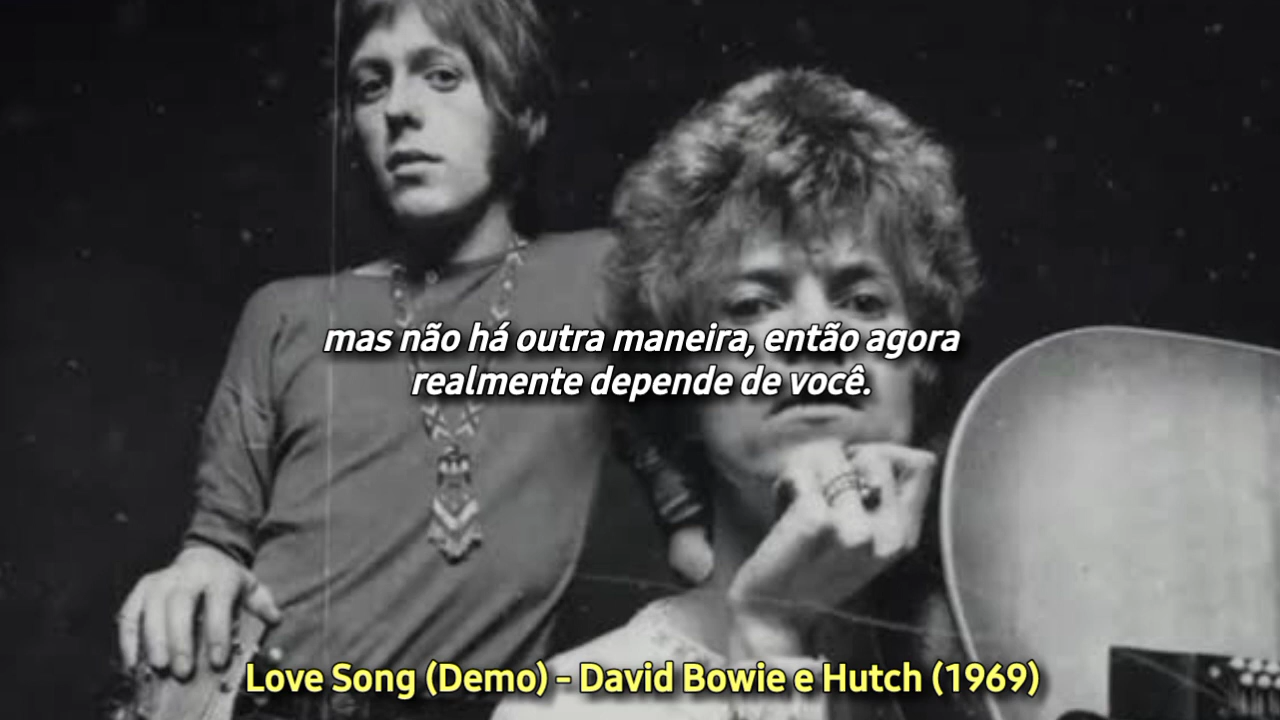 mas não há outra maneira, então agora
realmente depende de você.
Love Song (Demo) - David Bowie e Hutch (1969)